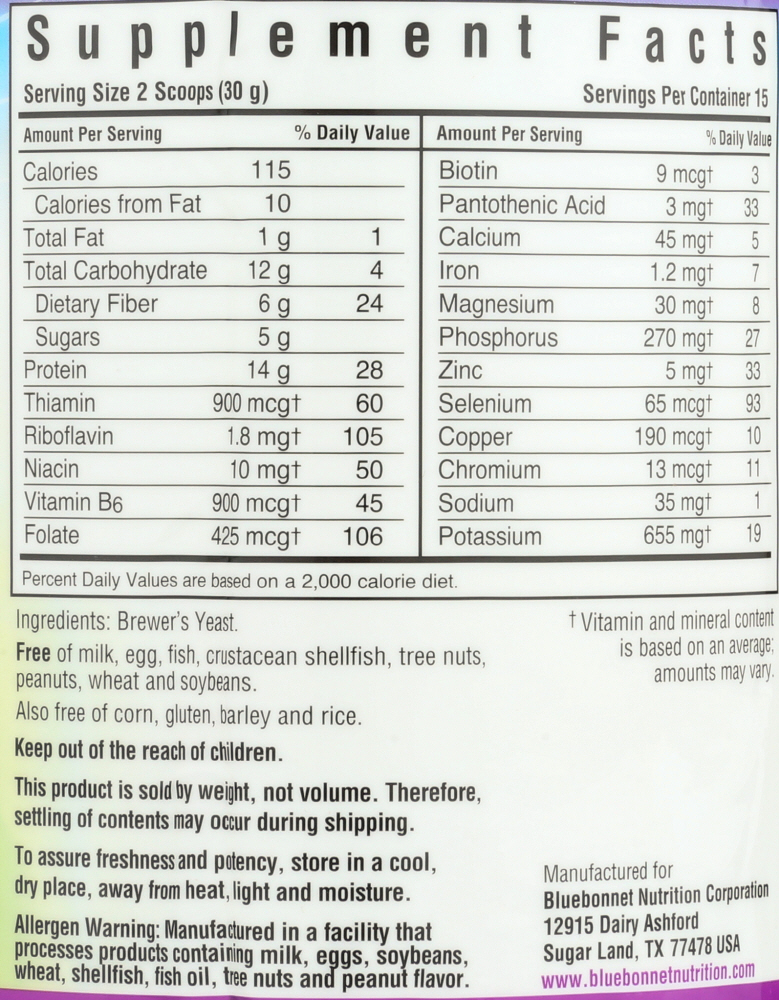 Supplement Facts
Serving Size 2 Scoops (30 g) Servings Per Container 15
Amount Per Serving % Daily Value
Calories 115
Calories from Fat 10
Total Fat 1 g 1
Total Carbohydrate 12 g 4
Dietary Fiber 6 g 24
Sugars 5 g
Protein 14 g 28
Thiamin 900 mcg† 60
Riboflavin 1.8 mg† 105
Niacin 10 mg† 50
Vitamin B6 900 mcg† 45
Folate 425 mcg† 106
Amount Per Serving % Daily Value
Biotin 9 mcg† 3
Pantothenic Acid 3 mg† 33
Calcium 45 mg† 5
Iron 1.2 mg† 7
Magnesium 30 mg† 8
Phosphorus 270 mg† 27
Zinc 5 mg† 33
Selenium 65 mcg† 93
Copper 190 mcg† 10
Chromium 13 mcg† 11
Sodium 35 mg† 1
Potassium 655 mg† 19
Percent Daily Values are based on a 2,000 calorie diet.
Ingredients: Brewer's Yeast.
Free of milk, egg, fish, crustacean shellfish, tree nuts,
peanuts, wheat and soybeans.
Also free of corn, gluten, barley and rice.
Keep out of the reach of children.
This product is sold by weight, not volume. Therefore,
settling of contents may occur during shipping.
To assure freshness and potency, store in a cool,
dry place, away from heat, light and moisture.
Allergen Warning: Manufactured in a facility that
processes products containing milk, eggs, soybeans,
wheat, shellfish, fish oil, tree nuts and peanut flavor.
† Vitamin and mineral content
is based on an average;
amounts may vary.
Manufactured for
Bluebonnet Nutrition Corporation
12915 Dairy Ashford
Sugar Land, TX 77478 USA
www.bluebonnetnutrition.com